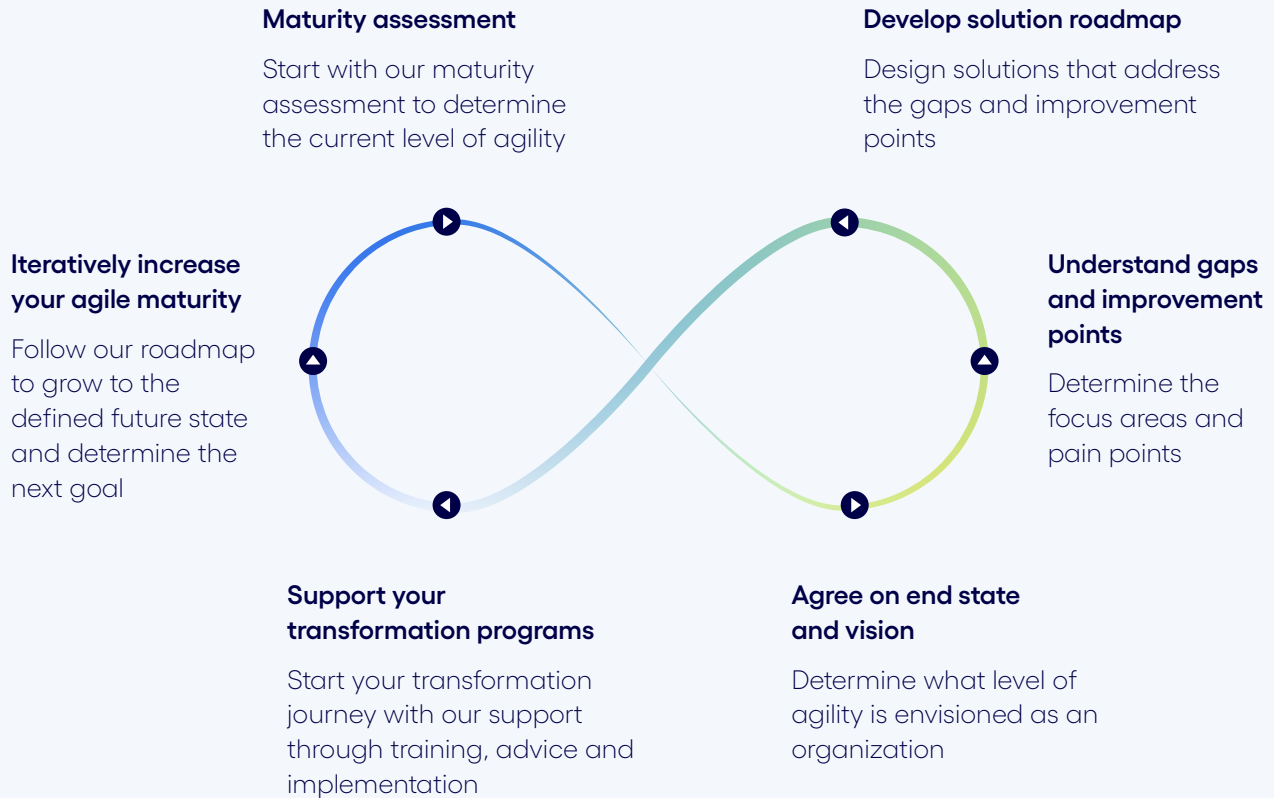 Maturity assessment
Start with our maturity
assessment to determine
the current level of agility
Develop solution roadmap
Design solutions that address
the gaps and improvement
points
Iteratively increase
your agile maturity
Follow our roadmap
to grow to the
defined future state
and determine the
next goal
Understand gaps
and improvement
points
Determine the
focus areas and
pain points
Support your
transformation programs
Start your transformation
journey with our support
through training, advice and
implementation
Agree on end state
and vision
Determine what level of
agility is envisioned as an
organization